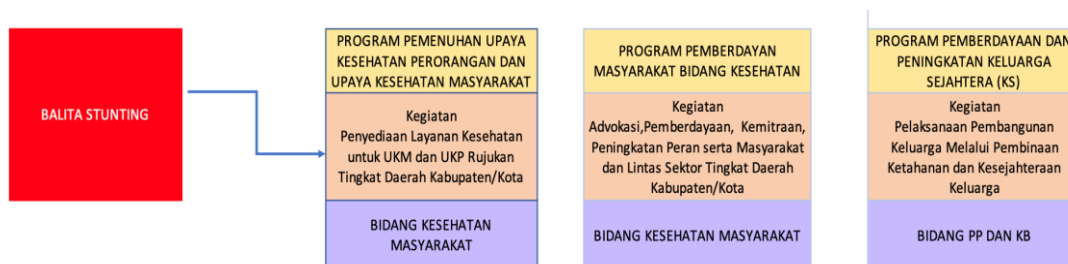 BALITA STUNTING
PROGRAM PEMENUHAN UPAYA
KESEHATAN PERORANGAN DAN
UPAYA KESEHATAN MASYARAKAT
Kegiatan
Penyediaan Layanan Kesehatan
untuk UKM dan UKP Rujukan
Tingkat Daerah Kabupaten/Kota
BIDANG KESEHATAN
MASYARAKAT
PROGRAM PEMBERDAYAN
MASYARAKAT BIDANG KESEHATAN
Kegiatan
Advokasi,Pemberdayaan, Kemitraan,
Peningkatan Peran serta Masyarakat
dan Lintas Sektor Tingkat Daerah
Kabupaten/Kota
BIDANG KESEHATAN MASYARAKAT
PROGRAM PEMBERDAYAAN DAN
PENINGKATAN KELUARGA
SEJAHTERA (KS)
Kegiatan
Pelaksanaan Pembangunan
Keluarga Melalui Pembinaan
Ketahanan dan Kesejahteraan
Keluarga
BIDANG PP DAN KB